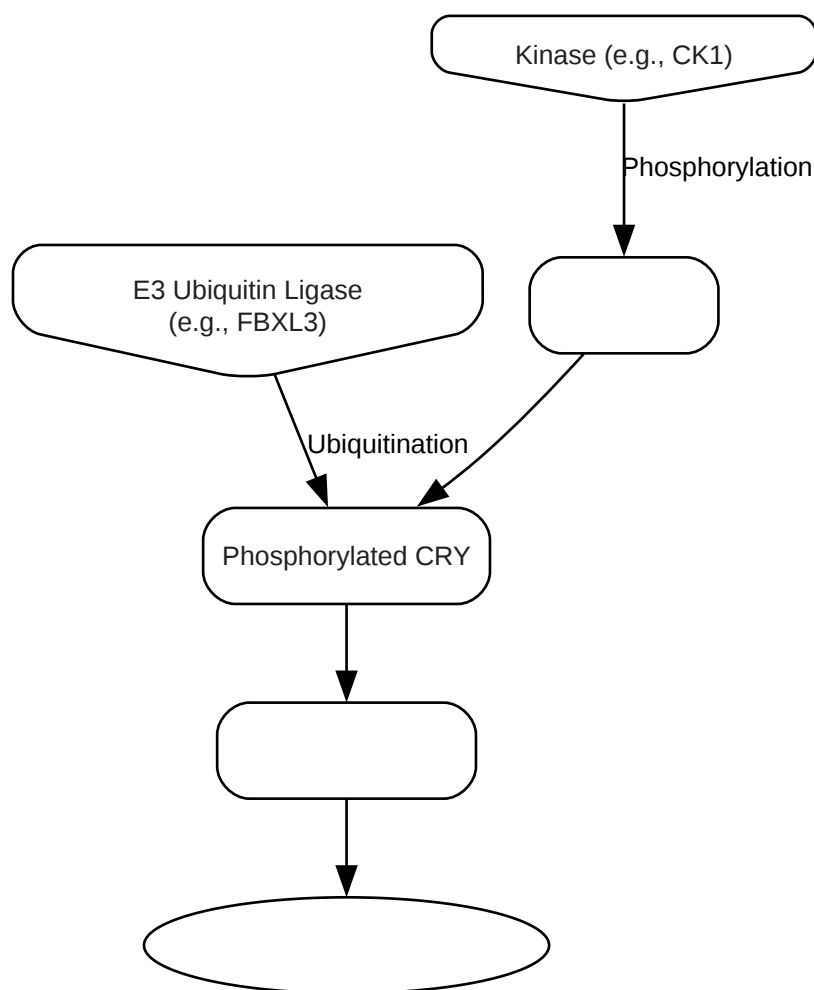 Kinase (e.g., CK1)
Phosphorylation
E3 Ubiquitin Ligase
(e.g., FBXL3)
Ubiquitination
Phosphorylated CRY